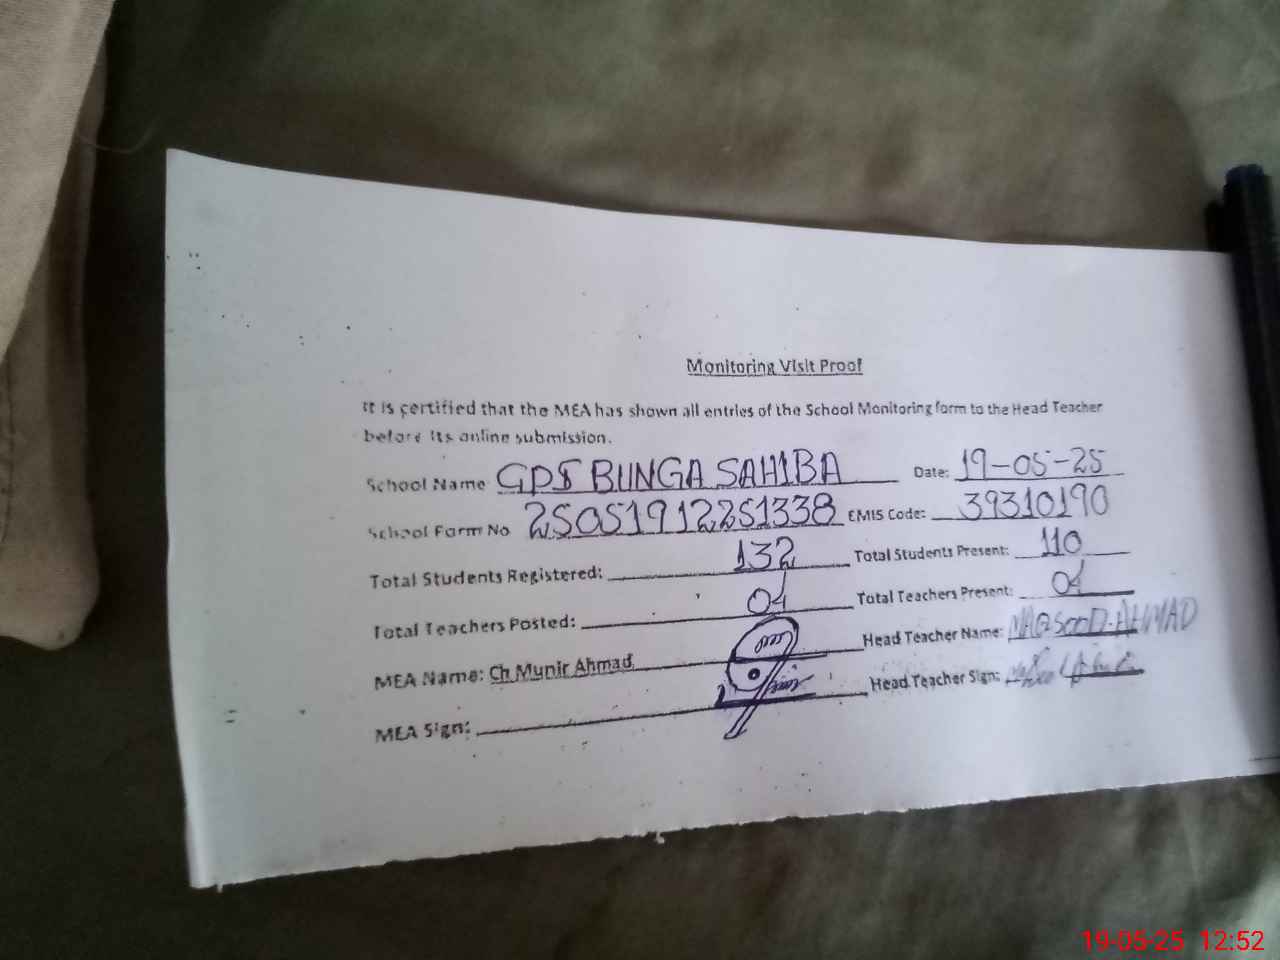 Monitoring Visit Proof
It is certified that the MEA has shown all entries of the School Monitoring form to the Head Teacher
before its online submission.
School Name GPS BUNGA SAHIBA Date: 19-05-25
School Form No 25051912251338 EMIS Code: 39310190
Total Students Registered: 132 Total Students Present: 110
Total Teachers Posted: 04 Total Teachers Present: 04
MEA Name: Ch Munir Ahmad Head Teacher Name: MAQSOOD AHMAD
MEA Sign: Head Teacher Sign:
19-05-25 12:52